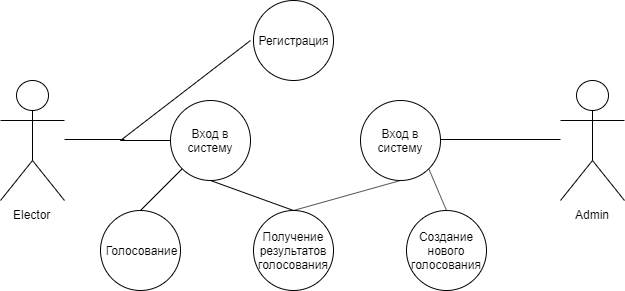 Регистрация
Вход в
систему
Вход в
систему
Elector
Admin
Голосование
Получение
результатов
голосования
Создание
нового
голосования